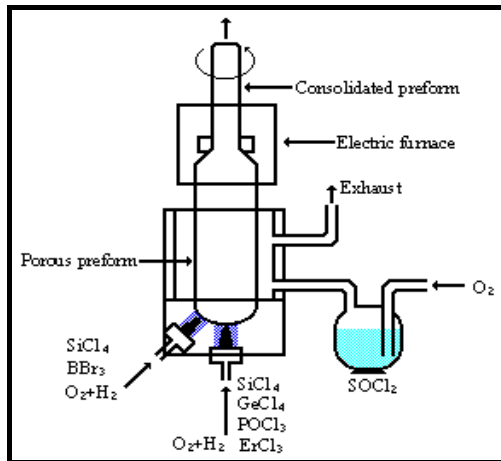 Consolidated preform
Electric furnace
Exhaust
Porous preform
O₂
SiCl₄
BBr₃
O₂+H₂
SOCl₂
SiCl₄
GeCl₄
POCl₃
O₂+H₂ ErCl₃